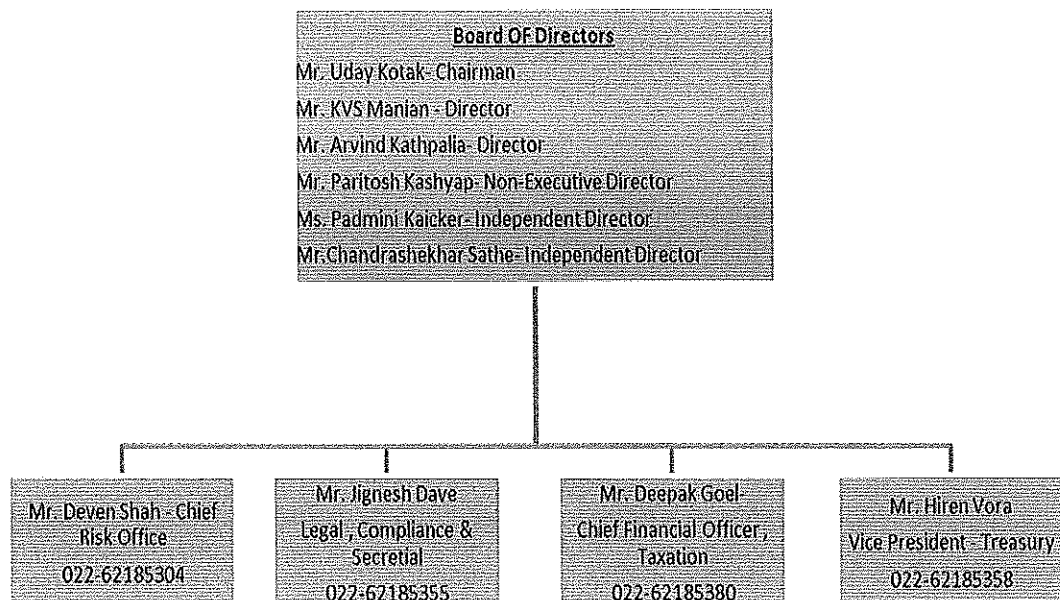 Board OF Directors
Mr. Uday Kotak- Chairman
Mr. KVS Manian - Director
Mr. Arvind Kathpalia- Director
Mr. Paritosh Kashyap- Non-Executive Director
Ms. Padmini Kaicker- Independent Director
Mr.Chandrashekhar Sathe- Independent Director
Mr. Deven Shah - Chief
Risk Office
022-62185304
Mr. Jignesh Dave
Legal , Compliance &
Secretial
022-62185355
Mr. Deepak Goel-
Chief Financial Officer ,
Taxation
022-62185380
Mr. Hiren Vora
Vice President - Treasury
022-62185358